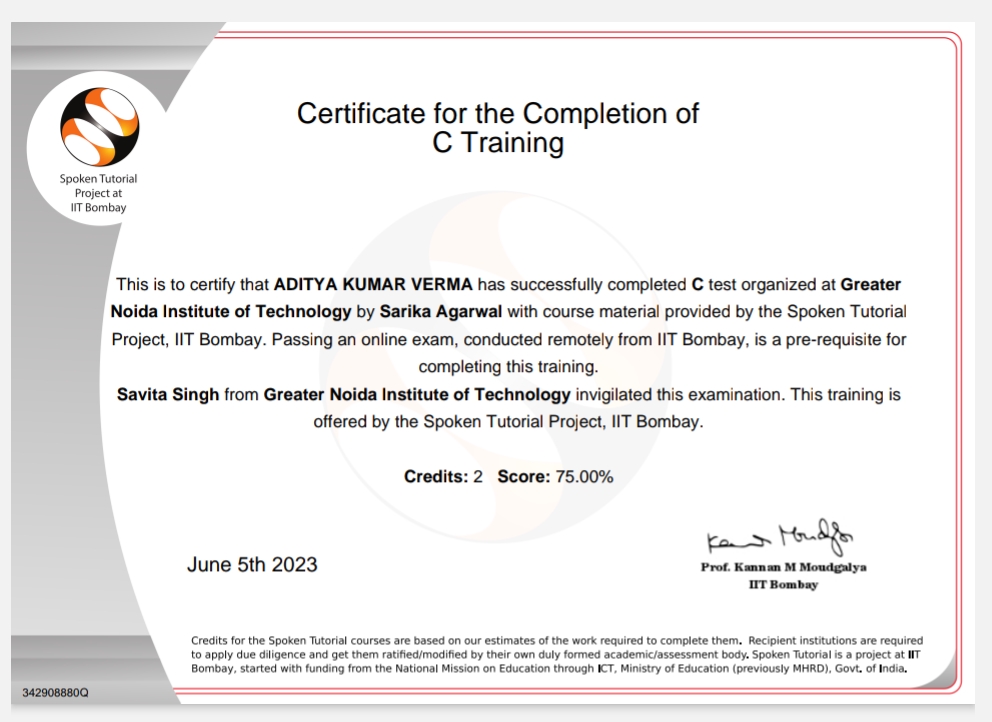 Certificate for the Completion of
C Training
Spoken Tutorial
Project at
IIT Bombay
This is to certify that ADITYA KUMAR VERMA has successfully completed C test organized at Greater
Noida Institute of Technology by Sarika Agarwal with course material provided by the Spoken Tutorial
Project, IIT Bombay. Passing an online exam, conducted remotely from IIT Bombay, is a pre-requisite for
completing this training.
Savita Singh from Greater Noida Institute of Technology invigilated this examination. This training is
offered by the Spoken Tutorial Project, IIT Bombay.
Credits: 2 Score: 75.00%
June 5th 2023
Prof. Kannan M Moudgalya
IIT Bombay
Credits for the Spoken Tutorial courses are based on our estimates of the work required to complete them. Recipient institutions are required
to apply due diligence and get them ratified/modified by their own duly formed academic/assessment body. Spoken Tutorial is a project at IIT
Bombay, started with funding from the National Mission on Education through ICT, Ministry of Education (previously MHRD), Govt. of India.
342908880Q